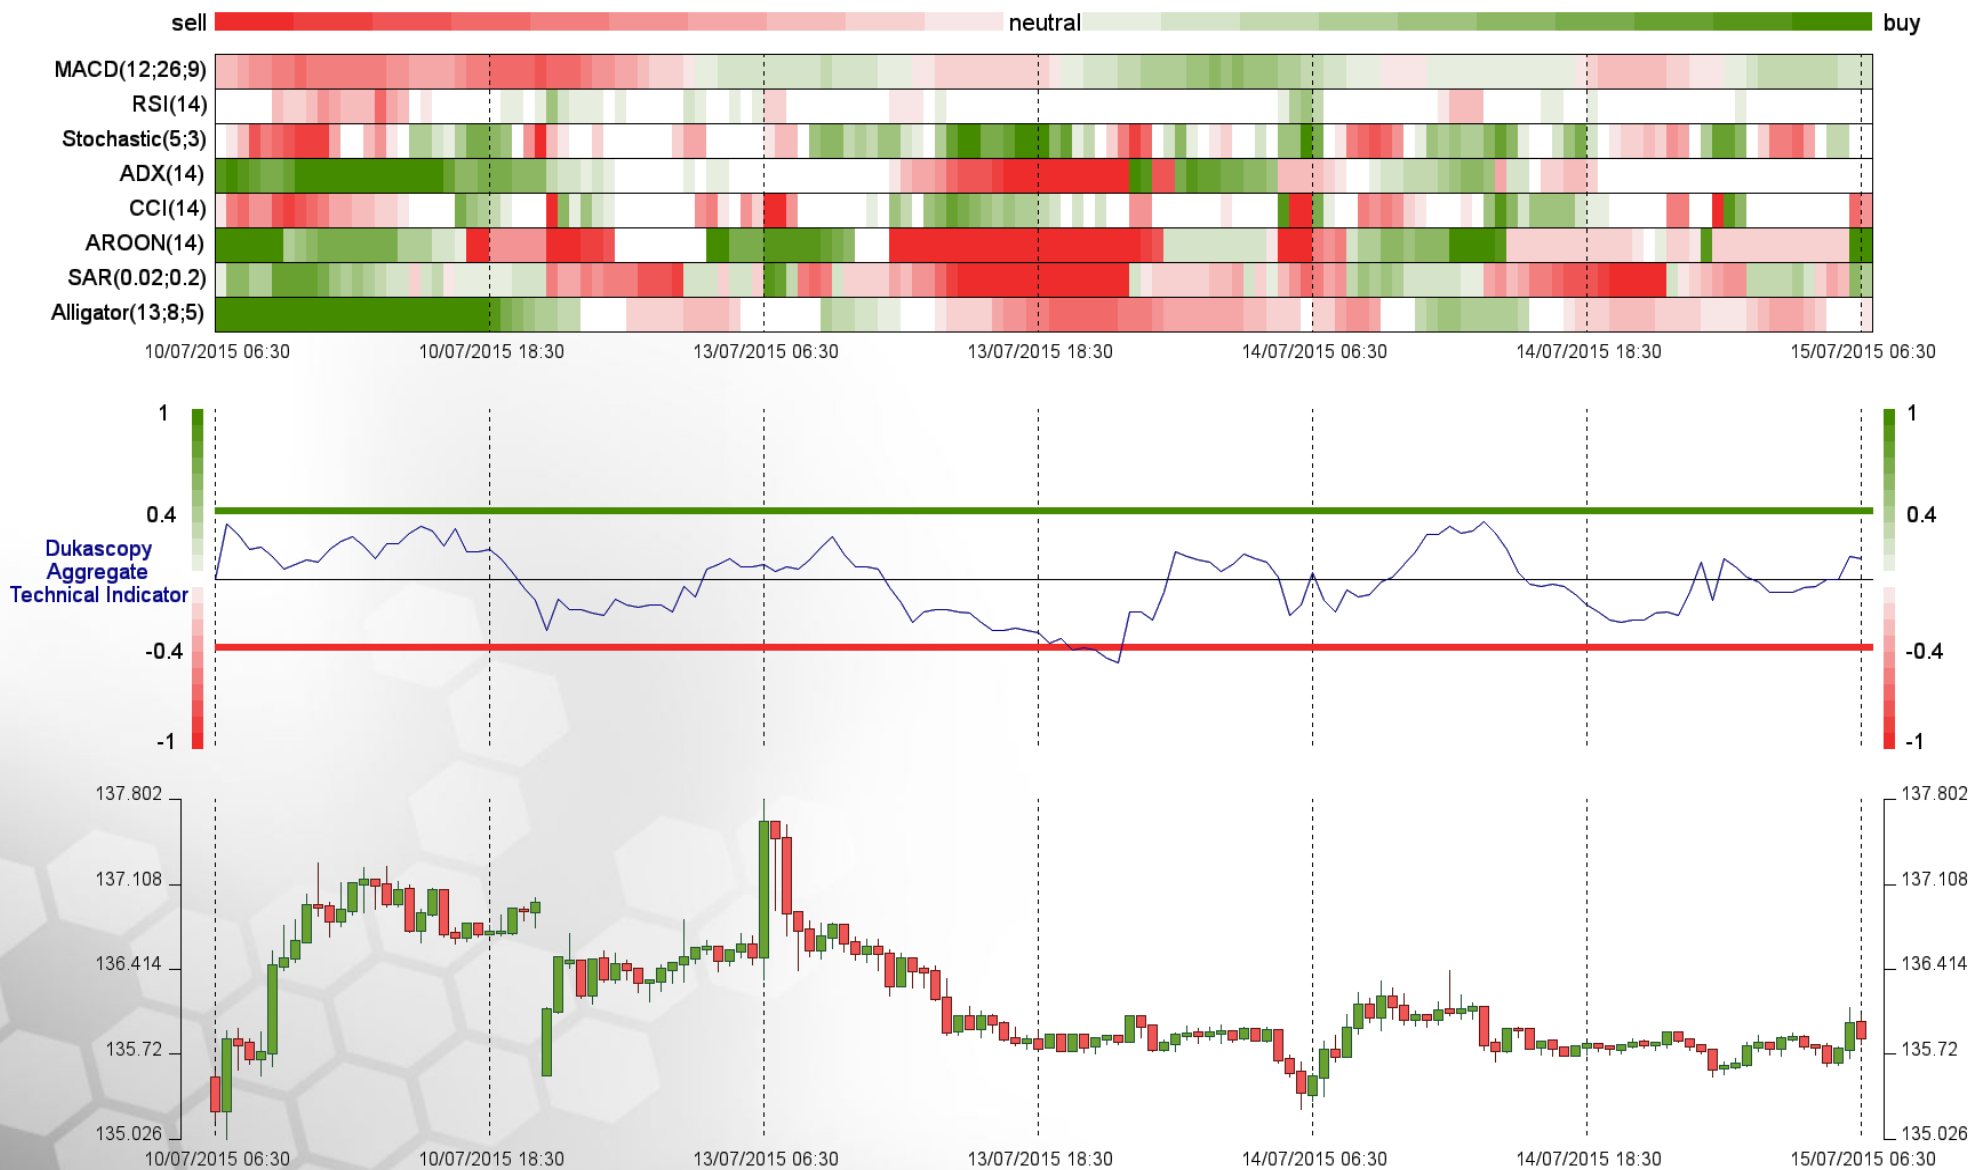 sell neutral buy
MACD(12;26;9)
RSI(14)
Stochastic(5;3)
ADX(14)
CCI(14)
AROON(14)
SAR(0.02;0.2)
Alligator(13;8;5)
10/07/2015 06:30 10/07/2015 18:30 13/07/2015 06:30 13/07/2015 18:30 14/07/2015 06:30 14/07/2015 18:30 15/07/2015 06:30
1 1
0.4 0.4
Dukascopy
Aggregate
Technical Indicator
-0.4 -0.4
-1 -1
137.802 137.802
137.108 137.108
136.414 136.414
135.72 135.72
135.026 135.026
10/07/2015 06:30 10/07/2015 18:30 13/07/2015 06:30 13/07/2015 18:30 14/07/2015 06:30 14/07/2015 18:30 15/07/2015 06:30